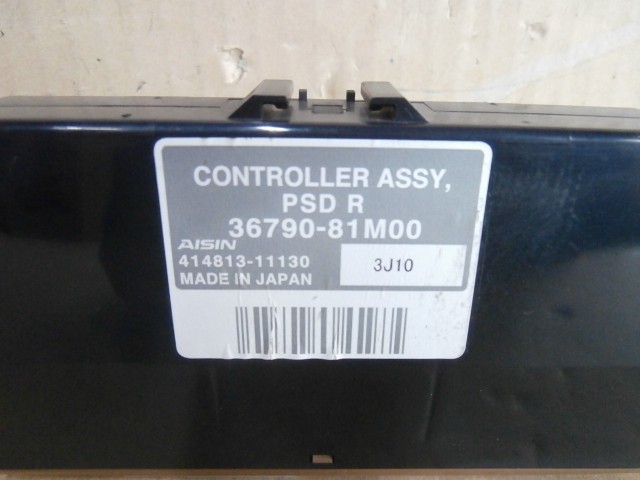 CONTROLLER ASSY,
PSD R
36790-81M00
AISIN
414813-11130
3J10
MADE IN JAPAN